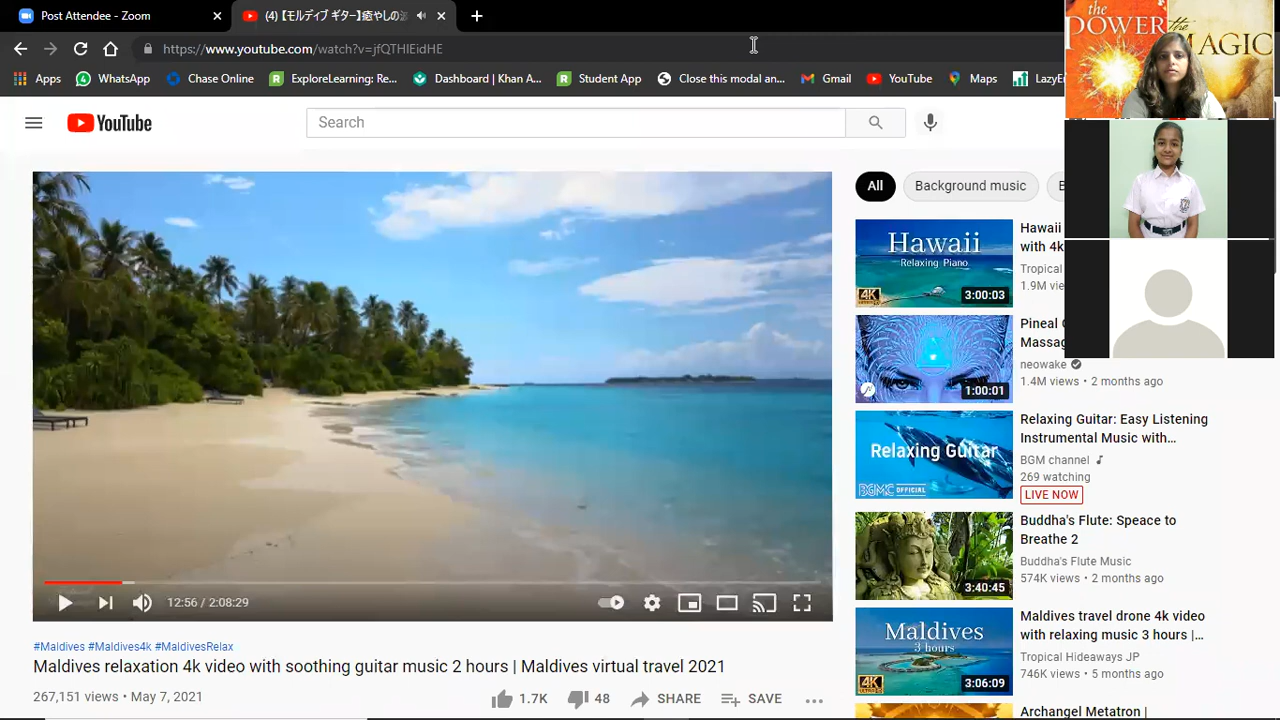 Post Attendee - Zoom
(4) 【モルディブ ギター】癒やしの
https://www.youtube.com/watch?v=jfQTHlEidHE
Apps
WhatsApp
Chase Online
ExploreLearning Re...
Dashboard | Khan A...
Student App
Close this modal an...
Gmail
YouTube
Maps
LazyE
the POWER
the MAGIC
YouTube
Search
All
Background music
Hawaii
Relaxing Piano
4K
3:00:03
Hawaii
with 4k
Tropical
1.9M vie
1:00:01
Pineal
Massag
neowake
1.4M views • 2 months ago
Relaxing Guitar
BGMC OFFICIAL
Relaxing Guitar: Easy Listening
Instrumental Music with...
BGM channel
269 watching
LIVE NOW
3:40:45
Buddha's Flute: Speace to
Breathe 2
Buddha's Flute Music
574K views • 2 months ago
Maldives
3 hours
4K
3:06:09
Maldives travel drone 4k video
with relaxing music 3 hours |...
Tropical Hideaways JP
746K views • 5 months ago
Archangel Metatron |
12:56 / 2:08:29
#Maldives #Maldives4k #MaldivesRelax
Maldives relaxation 4k video with soothing guitar music 2 hours | Maldives virtual travel 2021
267,151 views • May 7, 2021
1.7K
48
SHARE
SAVE